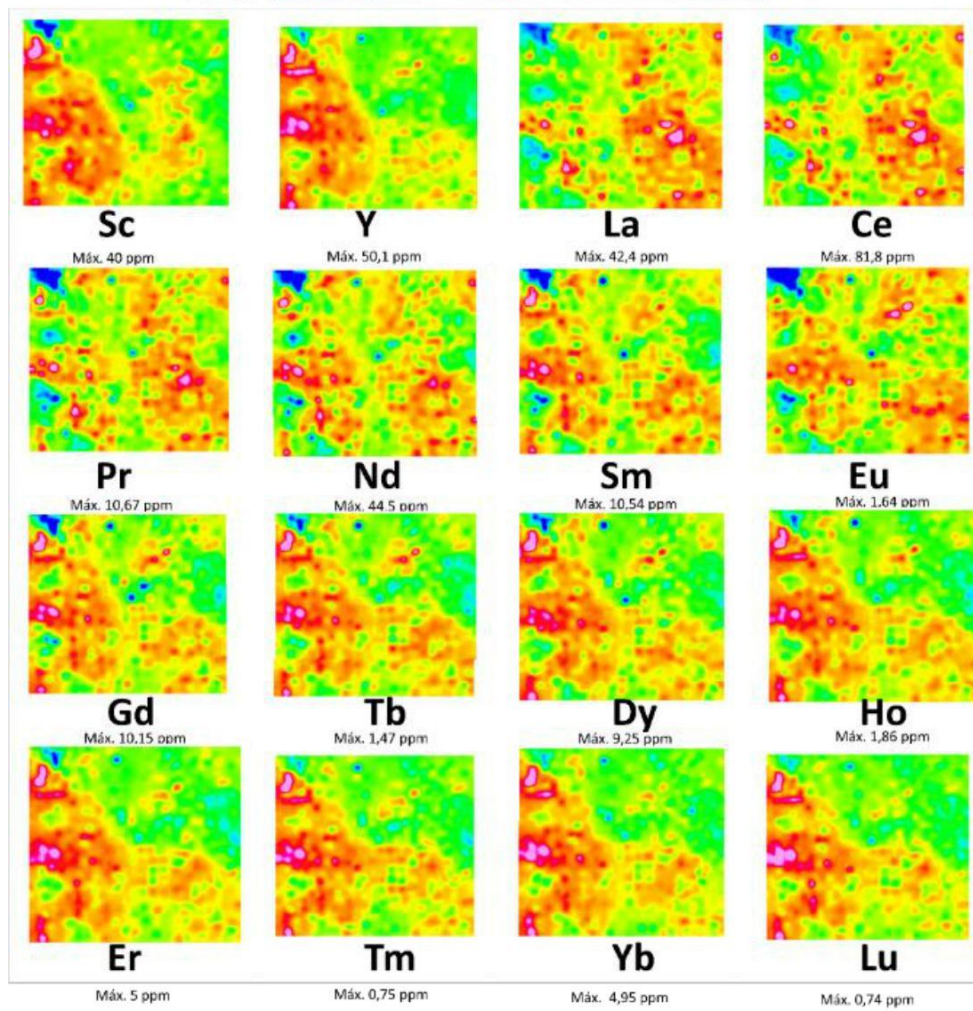 Sc Y La Ce
Máx. 40 ppm Máx. 50,1 ppm Máx. 42,4 ppm Máx. 81,8 ppm
Pr Nd Sm Eu
Máx. 10,67 ppm Máx. 44.5 ppm Máx. 10,54 ppm Máx. 1.64 ppm
Gd Tb Dy Ho
Máx. 10,15 ppm Máx. 1,47 ppm Máx. 9,25 ppm Máx. 1,86 ppm
Er Tm Yb Lu
Máx. 5 ppm Máx. 0,75 ppm Máx. 4,95 ppm Máx. 0,74 ppm